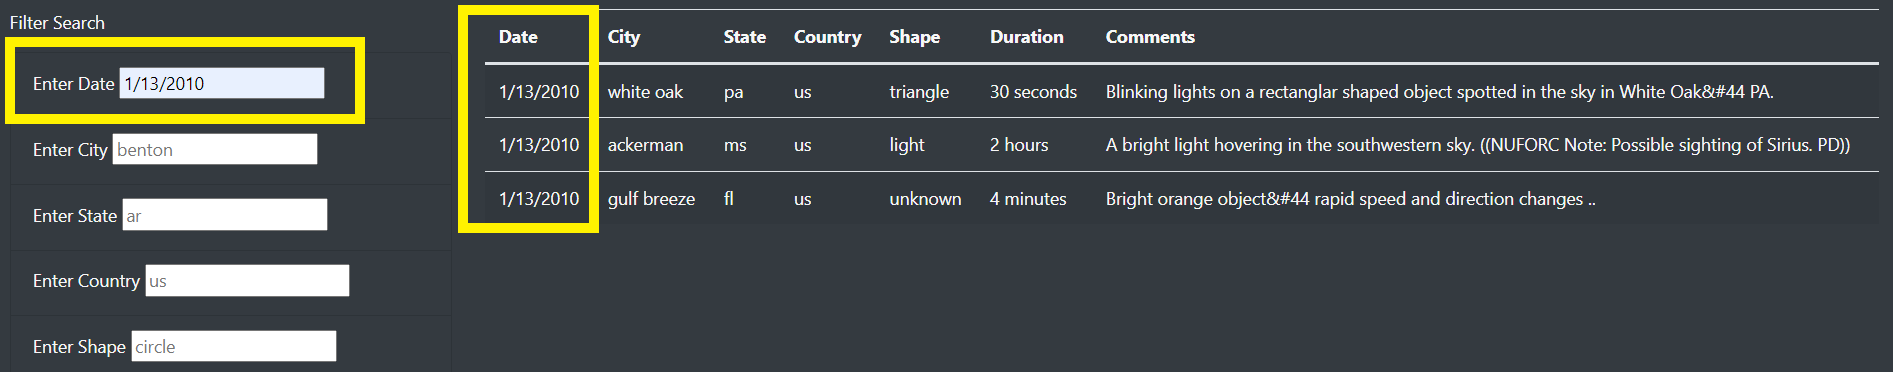 Filter Search
Enter Date 1/13/2010
Enter City benton
Enter State ar
Enter Country us
Enter Shape circle
Date City State Country Shape Duration Comments
1/13/2010 white oak pa us triangle 30 seconds Blinking lights on a rectanglar shaped object spotted in the sky in White Oak&#44 PA.
1/13/2010 ackerman ms us light 2 hours A bright light hovering in the southwestern sky. ((NUFORC Note: Possible sighting of Sirius. PD))
1/13/2010 gulf breeze fl us unknown 4 minutes Bright orange object&#44 rapid speed and direction changes ..